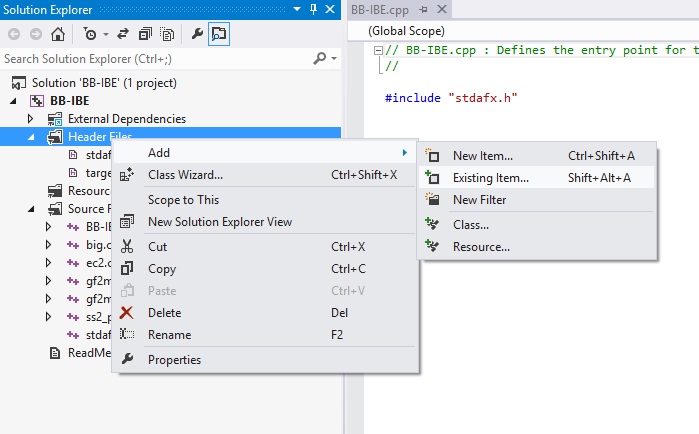 Solution Explorer
Search Solution Explorer (Ctrl+;)
Solution 'BB-IBE' (1 project)
BB-IBE
External Dependencies
Header Files
stdaf
targe
Resourc
Source F
BB-IB
big.c
ec2.c
gf2m
gf2m
ss2_p
stdaf
ReadMe
Add
Class Wizard... Ctrl+Shift+X
Scope to This
New Solution Explorer View
Cut Ctrl+X
Copy Ctrl+C
Paste Ctrl+V
Delete Del
Rename F2
Properties
New Item... Ctrl+Shift+A
Existing Item... Shift+Alt+A
New Filter
Class...
Resource...
BB-IBE.cpp
(Global Scope)
// BB-IBE.cpp : Defines the entry point for t
//
#include "stdafx.h"